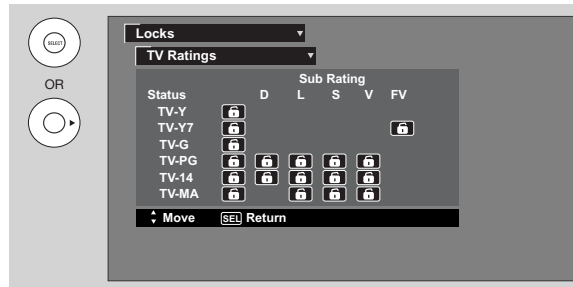 SELECT
OR
Locks
TV Ratings
Sub Rating
Status D L S V FV
TV-Y
TV-Y7
TV-G
TV-PG
TV-14
TV-MA
Move SEL Return